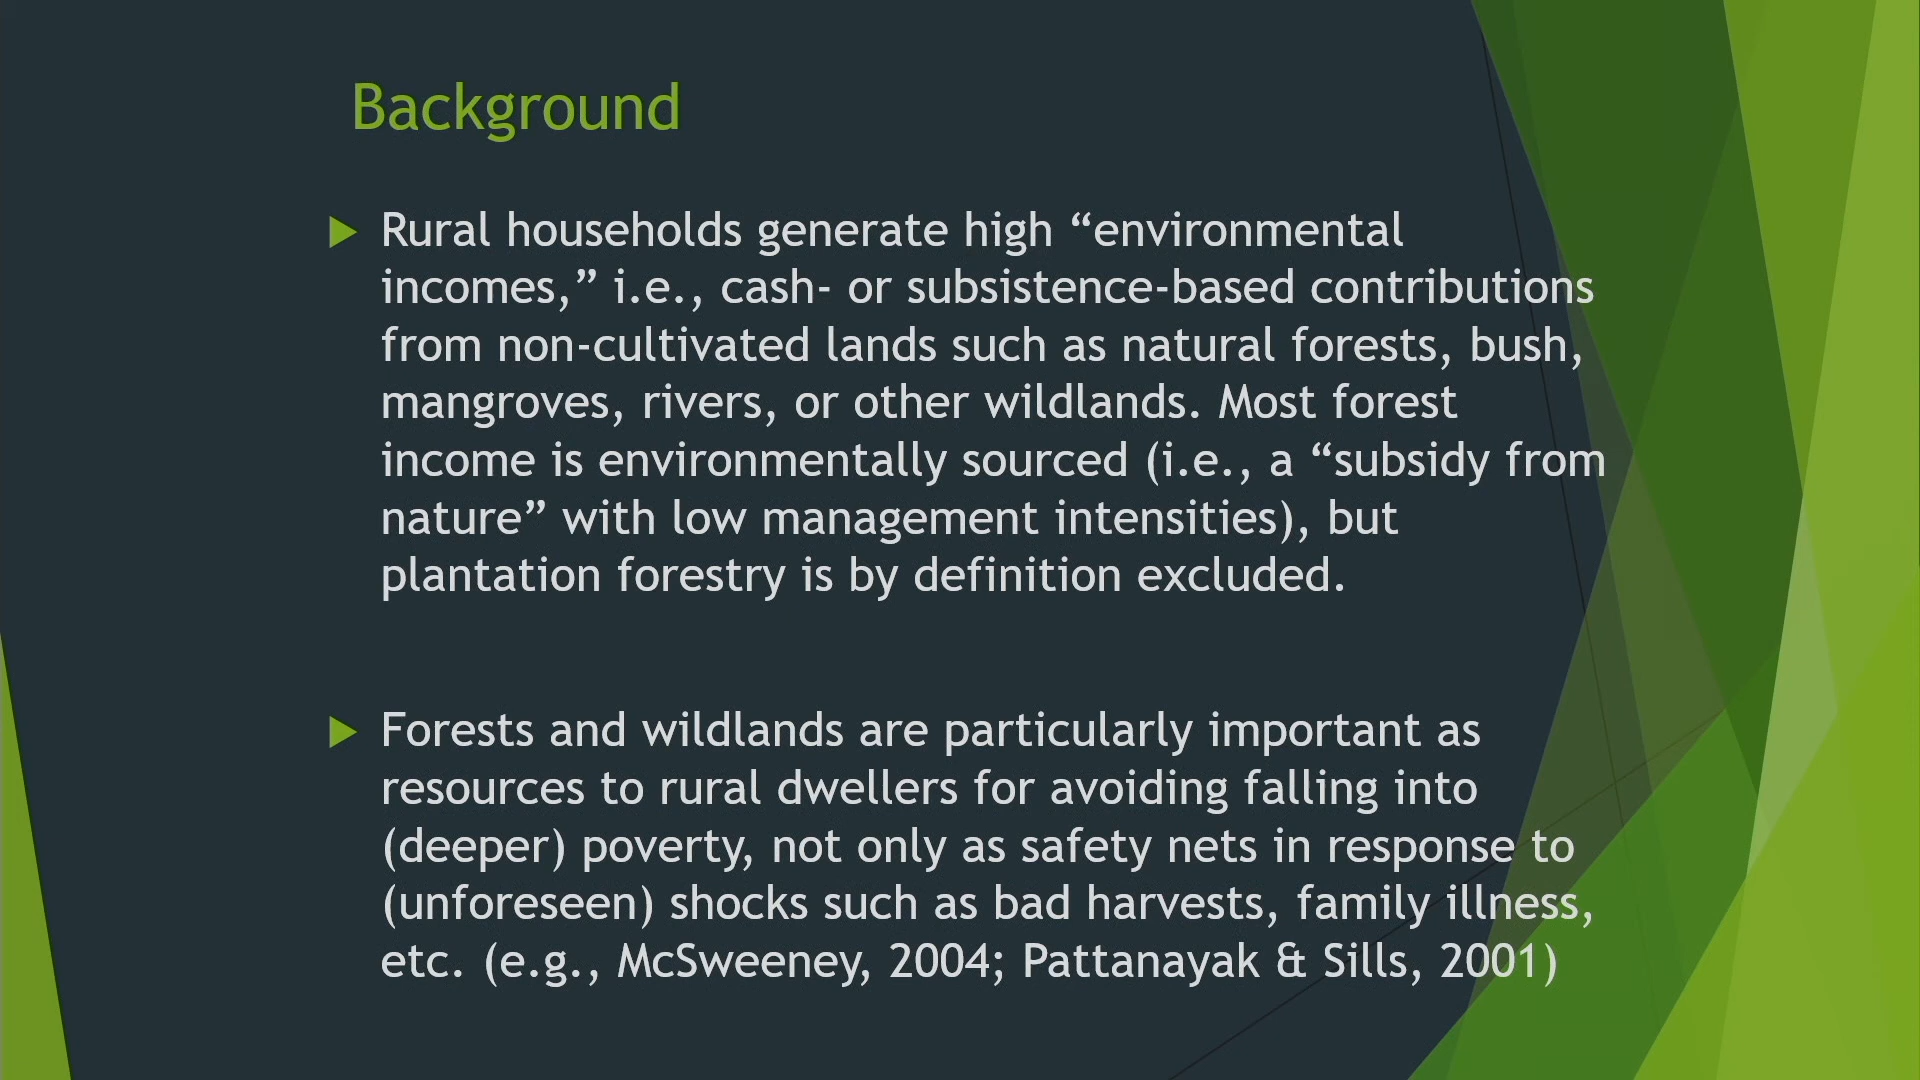 Background
Rural households generate high “environmental
incomes,” i.e., cash- or subsistence-based contributions
from non-cultivated lands such as natural forests, bush,
mangroves, rivers, or other wildlands. Most forest
income is environmentally sourced (i.e., a “subsidy from
nature” with low management intensities), but
plantation forestry is by definition excluded.
Forests and wildlands are particularly important as
resources to rural dwellers for avoiding falling into
(deeper) poverty, not only as safety nets in response to
(unforeseen) shocks such as bad harvests, family illness,
etc. (e.g., McSweeney, 2004; Pattanayak & Sills, 2001)